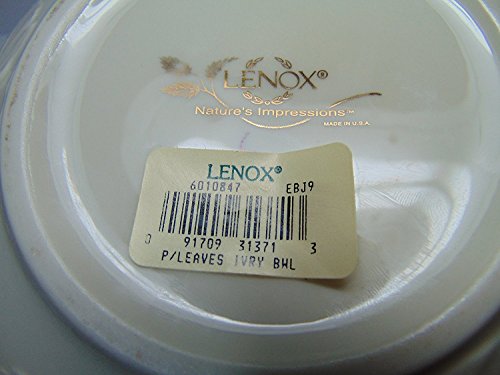 LENOX®
Nature's Impressions™
MADE IN U.S.A.
LENOX®
6010847 EBJ9
0 91709 31371 3
P/LEAVES IVRY BWL